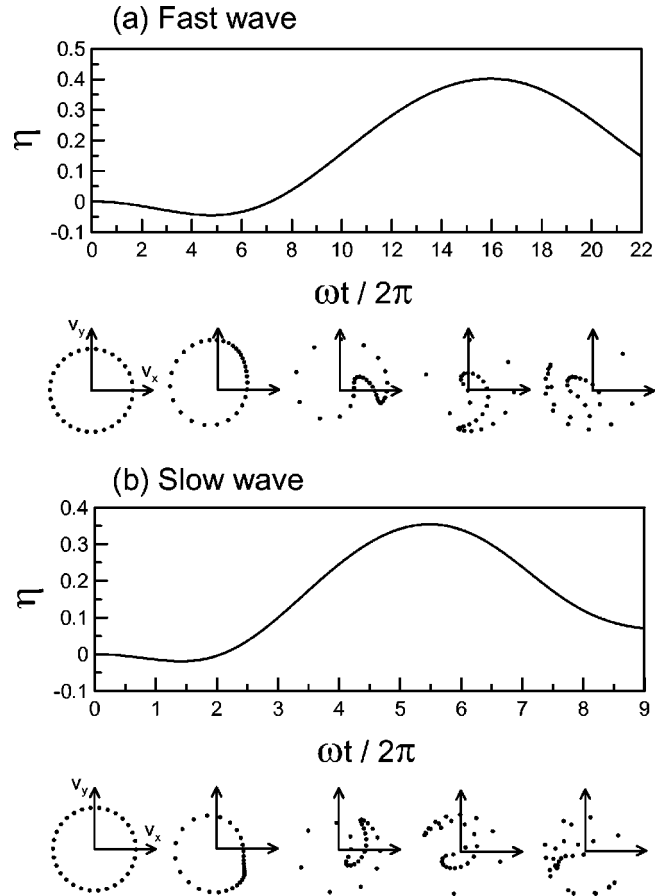 (a) Fast wave
0.5
0.4
0.3
0.2
0.1
0
-0.1
η
0 2 4 6 8 10 12 14 16 18 20 22
ωt / 2π
vy
vx
(b) Slow wave
0.4
0.3
0.2
0.1
0
-0.1
η
0 1 2 3 4 5 6 7 8 9
ωt / 2π
vy
vx